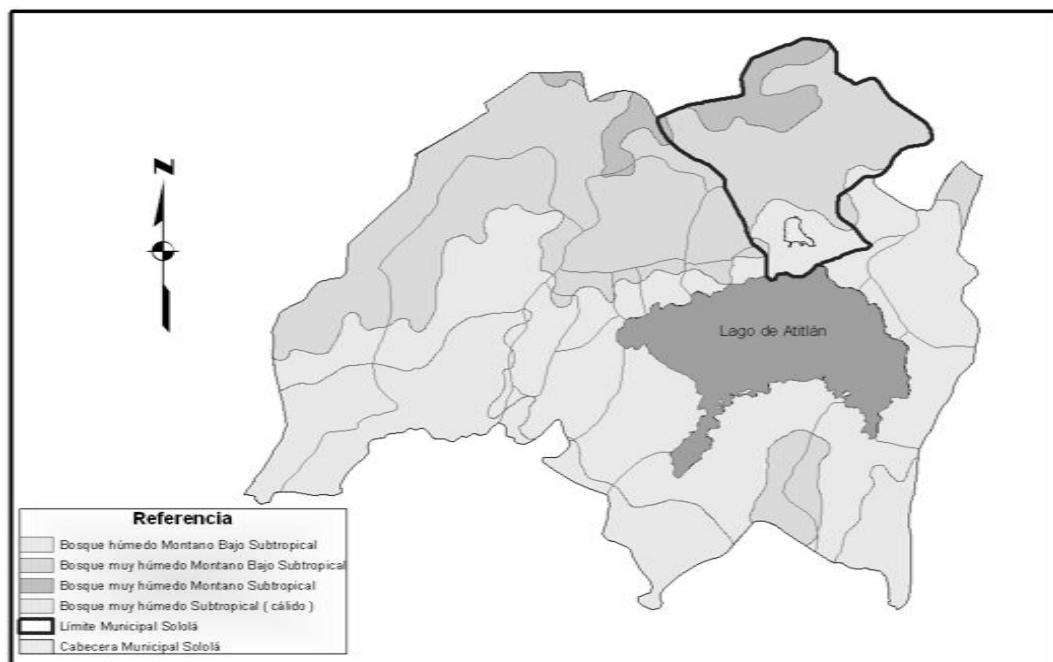 N
Lago de Atitlán
Referencia
Bosque húmedo Montano Bajo Subtropical
Bosque muy húmedo Montano Bajo Subtropical
Bosque muy húmedo Montano Subtropical
Bosque muy húmedo Subtropical ( cálido )
Límite Municipal Sololá
Cabecera Municipal Sololá